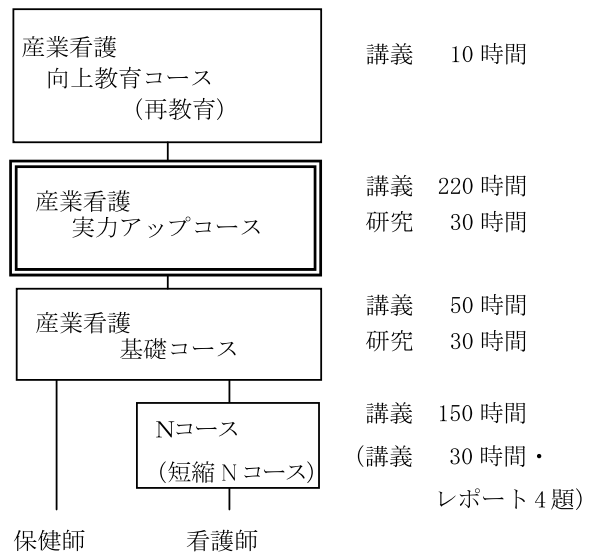 産業看護
向上教育コース
（再教育）
講義 10 時間
産業看護
実力アップコース
講義 220 時間
研究 30 時間
産業看護
基礎コース
講義 50 時間
研究 30 時間
Nコース
（短縮 N コース）
講義 150 時間
（講義 30 時間・
レポート 4 題）
保健師 看護師